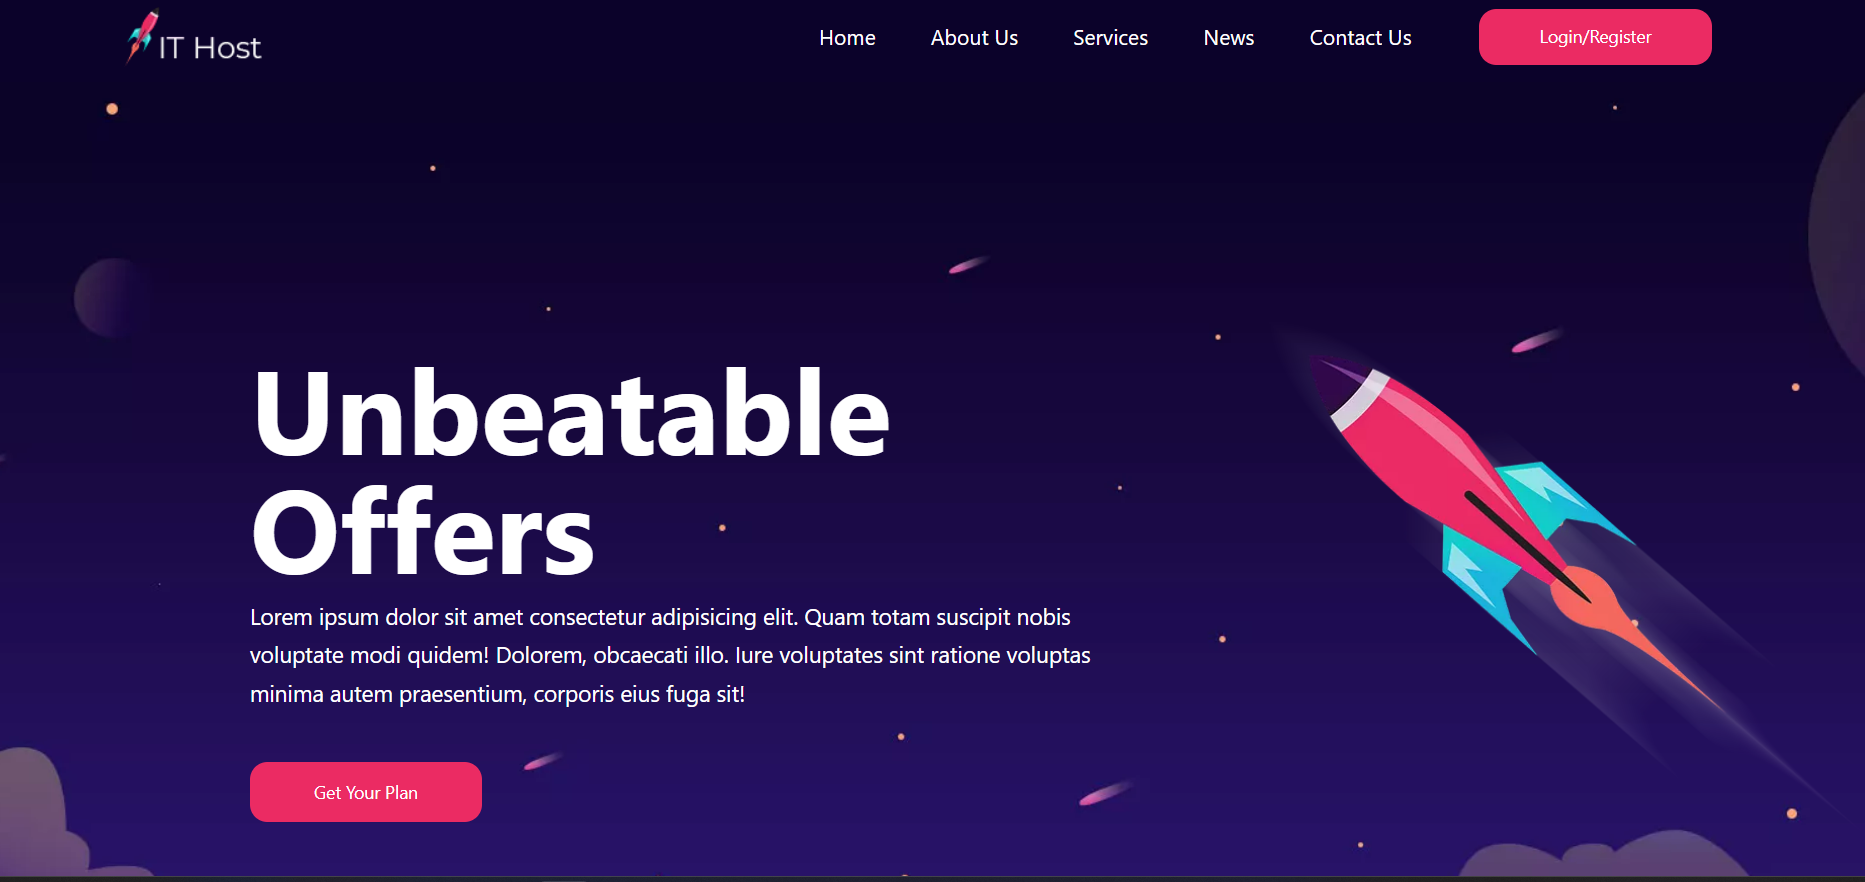 IT Host
Home
About Us
Services
News
Contact Us
Login/Register
Unbeatable
Offers
Lorem ipsum dolor sit amet consectetur adipisicing elit. Quam totam suscipit nobis
voluptate modi quidem! Dolorem, obcaecati illo. Iure voluptates sint ratione voluptas
minima autem praesentium, corporis eius fuga sit!
Get Your Plan